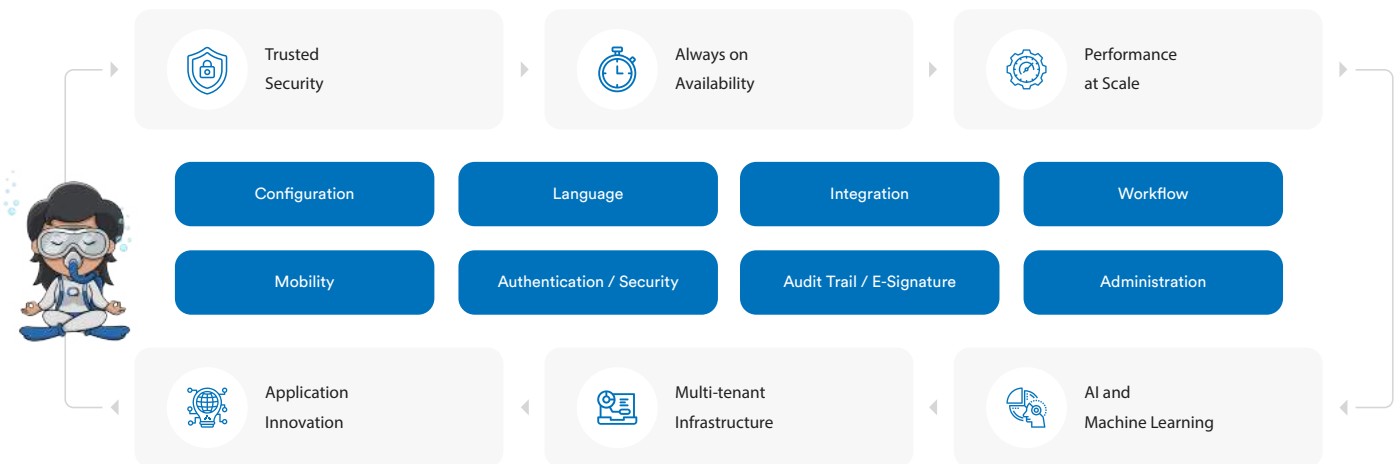 Trusted
Security
Always on
Availability
Performance
at Scale
Configuration
Language
Integration
Workflow
Mobility
Authentication / Security
Audit Trail / E-Signature
Administration
Application
Innovation
Multi-tenant
Infrastructure
AI and
Machine Learning